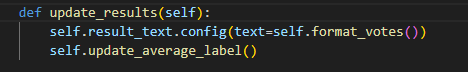 def update_results(self):
    self.result_text.config(text=self.format_votes())
    self.update_average_label()